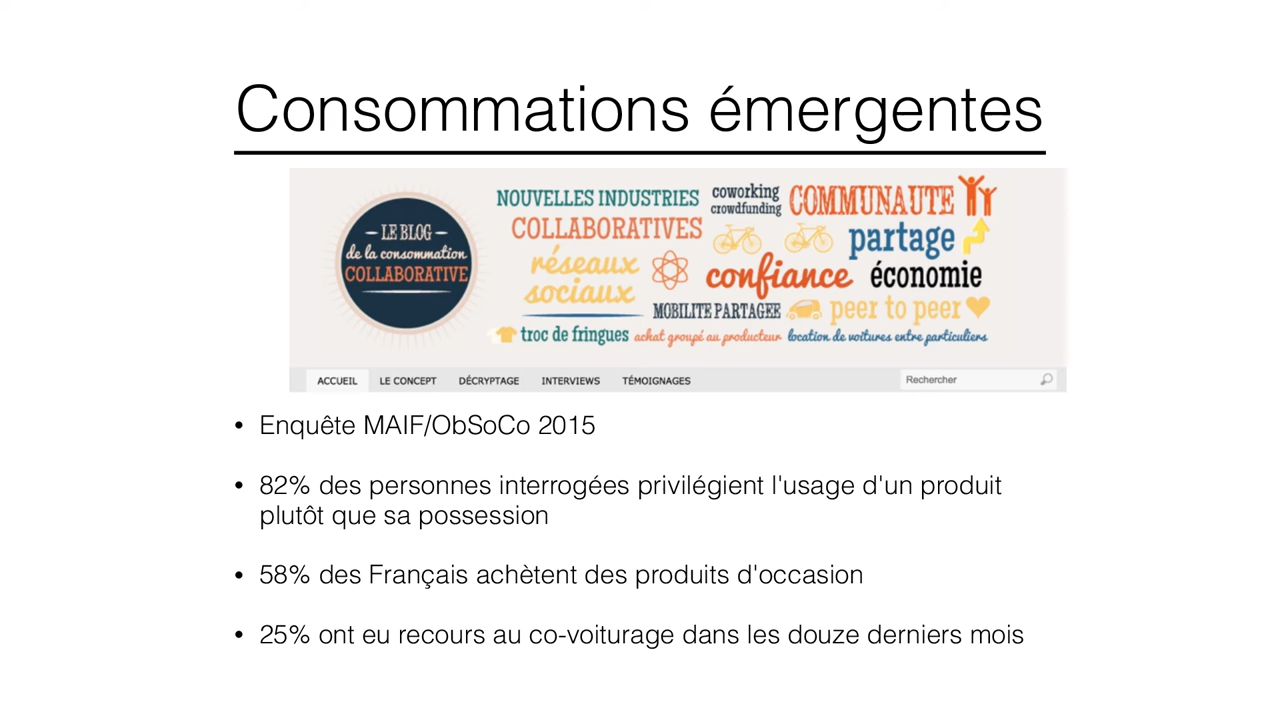 Consommations émergentes
LE BLOG
de la consommation
COLLABORATIVE
NOUVELLES INDUSTRIES
COLLABORATIVES
réseaux
sociaux
coworking
crowdfunding
COMMUNAUTE
partage
confiance
économie
MOBILITE PARTAGEE
peer to peer
troc de fringues
achat groupé au producteur
location de voitures entre particuliers
ACCUEIL
LE CONCEPT
DÉCRYPTAGE
INTERVIEWS
TÉMOIGNAGES
Rechercher
• Enquête MAIF/ObSoCo 2015
• 82% des personnes interrogées privilégient l'usage d'un produit
plutôt que sa possession
• 58% des Français achètent des produits d'occasion
• 25% ont eu recours au co-voiturage dans les douze derniers mois